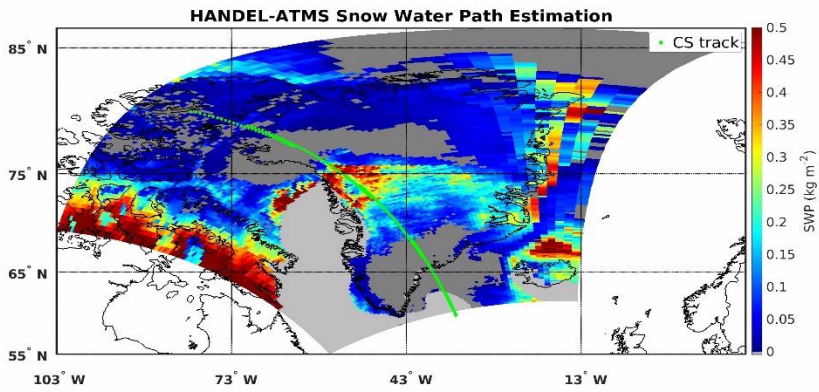 HANDEL-ATMS Snow Water Path Estimation
CS track
85° N
75° N
65° N
55° N
103° W
73° W
43° W
13° W
0.5
0.45
0.4
0.35
0.3
0.25
0.2
0.15
0.1
0.05
0
SWP (kg m⁻²)